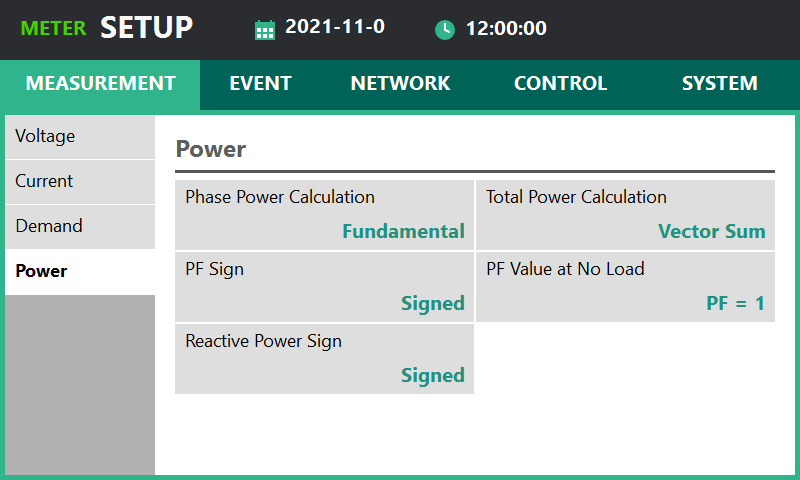 METER SETUP 2021-11-0 12:00:00
MEASUREMENT EVENT NETWORK CONTROL SYSTEM
Voltage
Current
Demand
Power
Power
Phase Power Calculation
Fundamental
Total Power Calculation
Vector Sum
PF Sign
Signed
PF Value at No Load
PF = 1
Reactive Power Sign
Signed